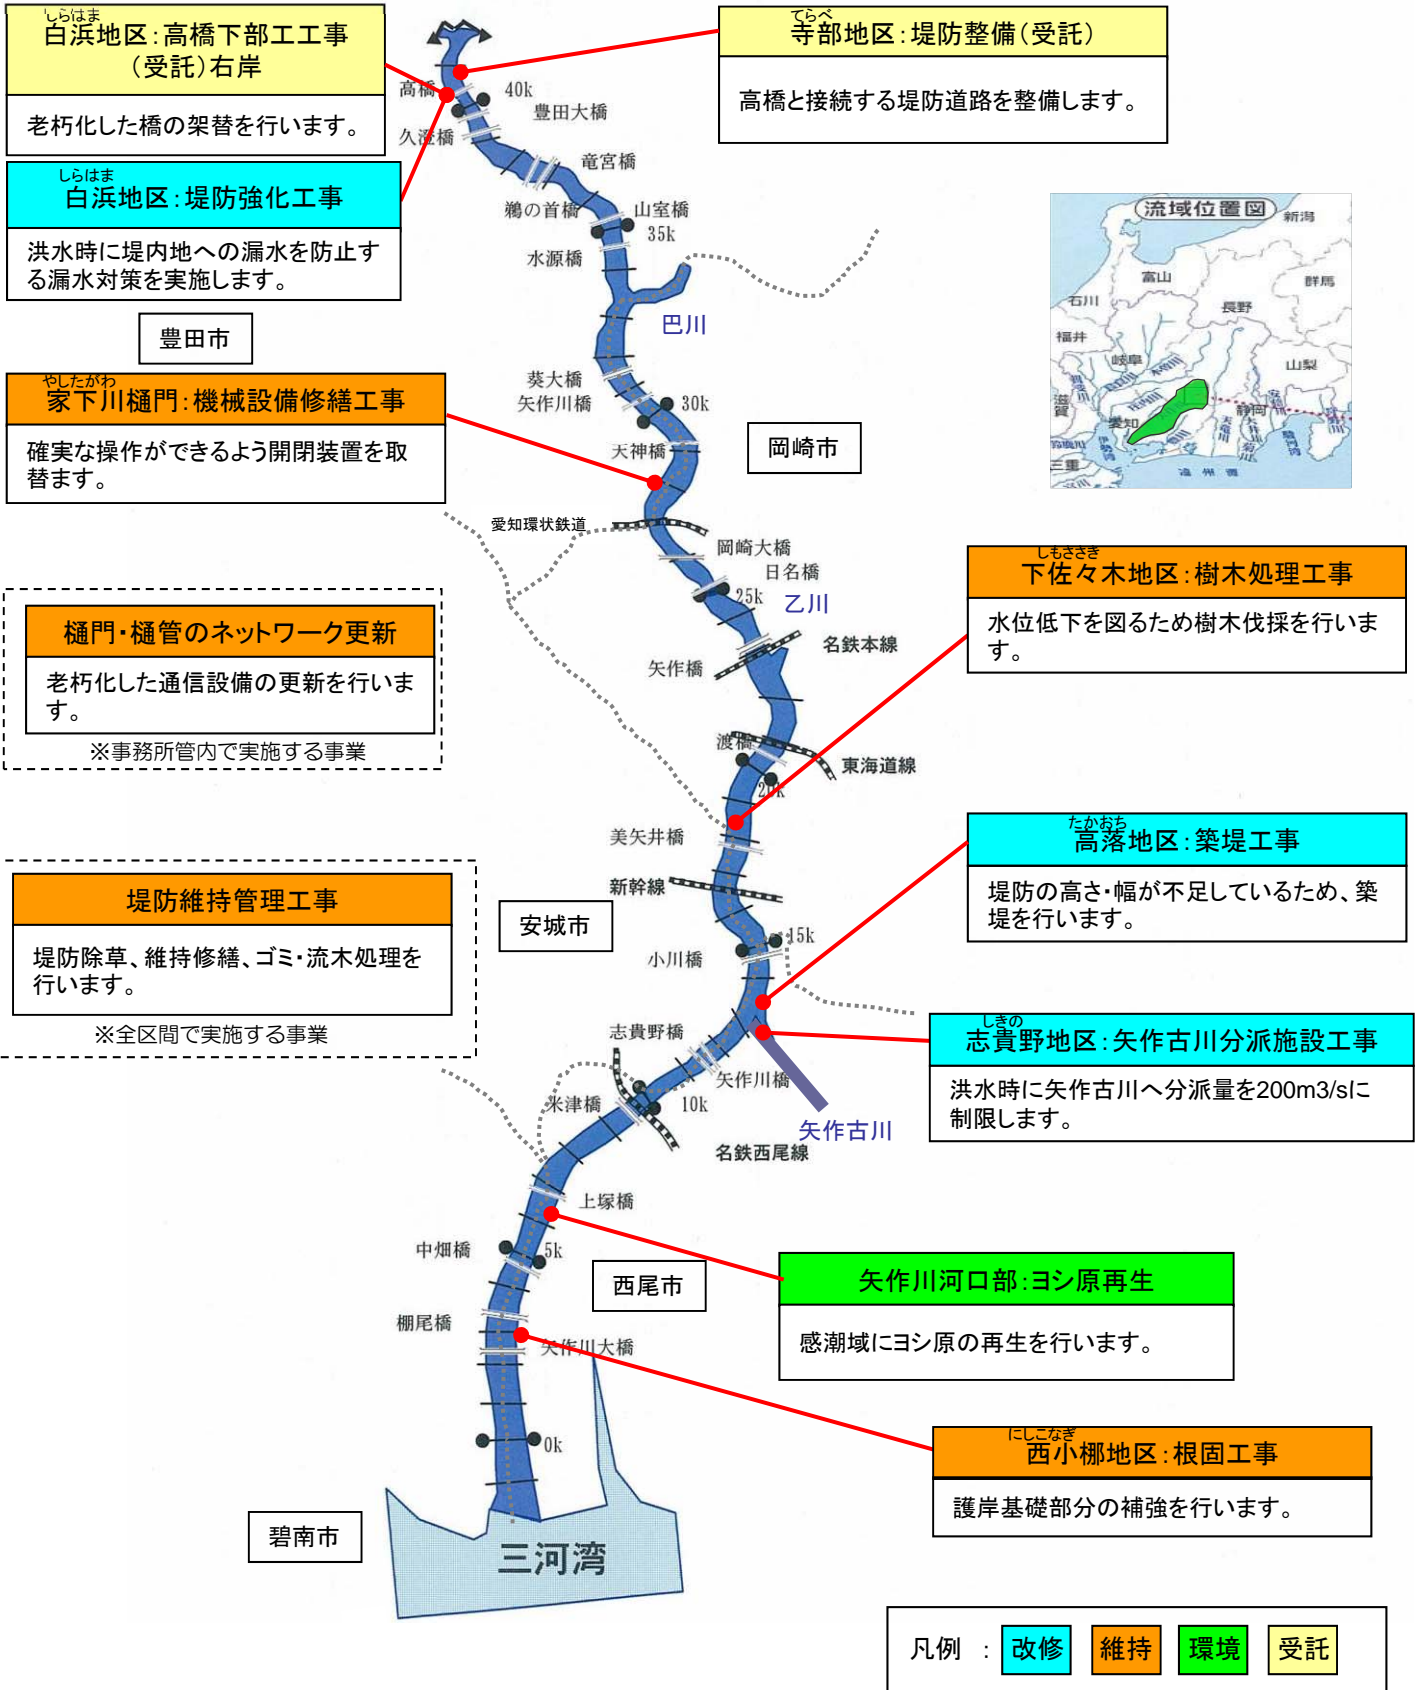 しらはま
白浜地区：高橋下部工工事
（受託）右岸
老朽化した橋の架替を行います。
てらべ
寺部地区：堤防整備（受託）
高橋と接続する堤防道路を整備します。
しらはま
白浜地区：堤防強化工事
洪水時に堤内地への漏水を防止す
る漏水対策を実施します。
高橋
40k
豊田大橋
久澄橋
竜宮橋
鵜の首橋
山室橋
35k
水源橋
巴川
豊田市
流域位置図
新潟
富山
群馬
石川
長野
福井
岐阜
山梨
滋賀
愛知
静岡
三重
遠州灘
やしたがわ
家下川樋門：機械設備修繕工事
確実な操作ができるよう開閉装置を取
替ます。
葵大橋
矢作川橋
30k
天神橋
岡崎市
愛知環状鉄道
岡崎大橋
日名橋
25k
乙川
名鉄本線
矢作橋
しもささき
下佐々木地区：樹木処理工事
水位低下を図るため樹木伐採を行いま
す。
樋門・樋管のネットワーク更新
老朽化した通信設備の更新を行いま
す。
※事務所管内で実施する事業
渡橋
東海道線
20k
美矢井橋
新幹線
たかおち
高落地区：築堤工事
堤防の高さ・幅が不足しているため、築
堤を行います。
堤防維持管理工事
堤防除草、維持修繕、ゴミ・流木処理を
行います。
※全区間で実施する事業
安城市
15k
小川橋
志貴野橋
しきの
志貴野地区：矢作古川分派施設工事
洪水時に矢作古川へ分派量を200m3/sに
制限します。
矢作川橋
米津橋
10k
矢作古川
名鉄西尾線
上塚橋
中畑橋
5k
西尾市
矢作川河口部：ヨシ原再生
感潮域にヨシ原の再生を行います。
棚尾橋
矢作川大橋
0k
にしこなぎ
西小梛地区：根固工事
護岸基礎部分の補強を行います。
碧南市
三河湾
凡例　：　改修　維持　環境　受託